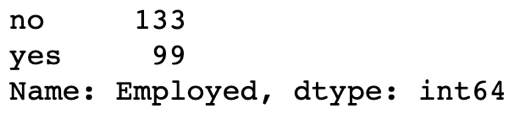 no      133
yes      99
Name: Employed, dtype: int64